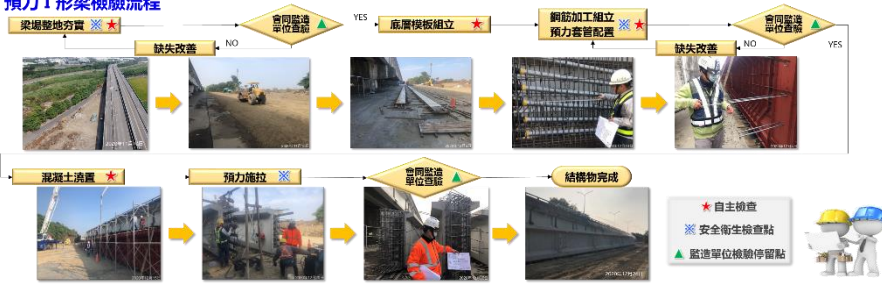 預力I形梁檢驗流程
梁場整地夯實
會同監造
單位查驗
YES
底層模板組立
鋼筋加工組立
預力套管配置
會同監造
單位查驗
缺失改善
NO
缺失改善
NO
YES
混凝土澆置
預力施拉
會同監造
單位查驗
結構物完成
自主檢查
安全衛生檢查點
監造單位檢驗停留點